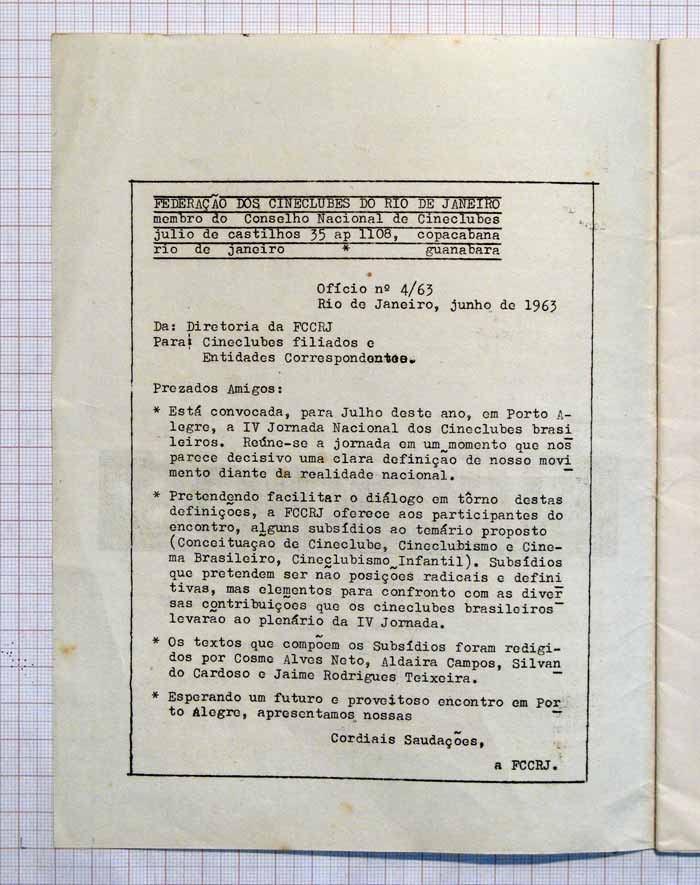 FEDERAÇÃO DOS CINECLUBES DO RIO DE JANEIRO
membro do Conselho Nacional de Cineclubes
julio de castilhos 35 ap 1108, copacabana
rio de janeiro * guanabara
Ofício nº 4/63
Rio de Janeiro, junho de 1963
Da: Diretoria da FCCRJ
Para: Cineclubes filiados e
Entidades Correspondentes.
Prezados Amigos:
* Está convocada, para Julho deste ano, em Porto A-
legre, a IV Jornada Nacional dos Cineclubes brasi
leiros. Reúne-se a jornada em um momento que nos
parece decisivo uma clara definição de nosso movi
mento diante da realidade nacional.
* Pretendendo facilitar o diálogo em tôrno destas
definições, a FCCRJ oferece aos participantes do
encontro, alguns subsídios ao temário proposto
(Conceituação de Cineclube, Cineclubismo e Cine-
ma Brasileiro, Cineclubismo Infantil). Subsídios
que pretendem ser não posições radicais e defini
tivas, mas elementos para confronto com as diver
sas contribuições que os cineclubes brasileiros
levarão ao plenário da IV Jornada.
* Os textos que compõem os Subsídios foram redigi-
dos por Cosme Alves Neto, Aldaira Campos, Silvan
do Cardoso e Jaime Rodrigues Teixeira.
* Esperando um futuro e proveitoso encontro em Por
to Alegre, apresentamos nossas
Cordiais Saudações,
a FCCRJ.